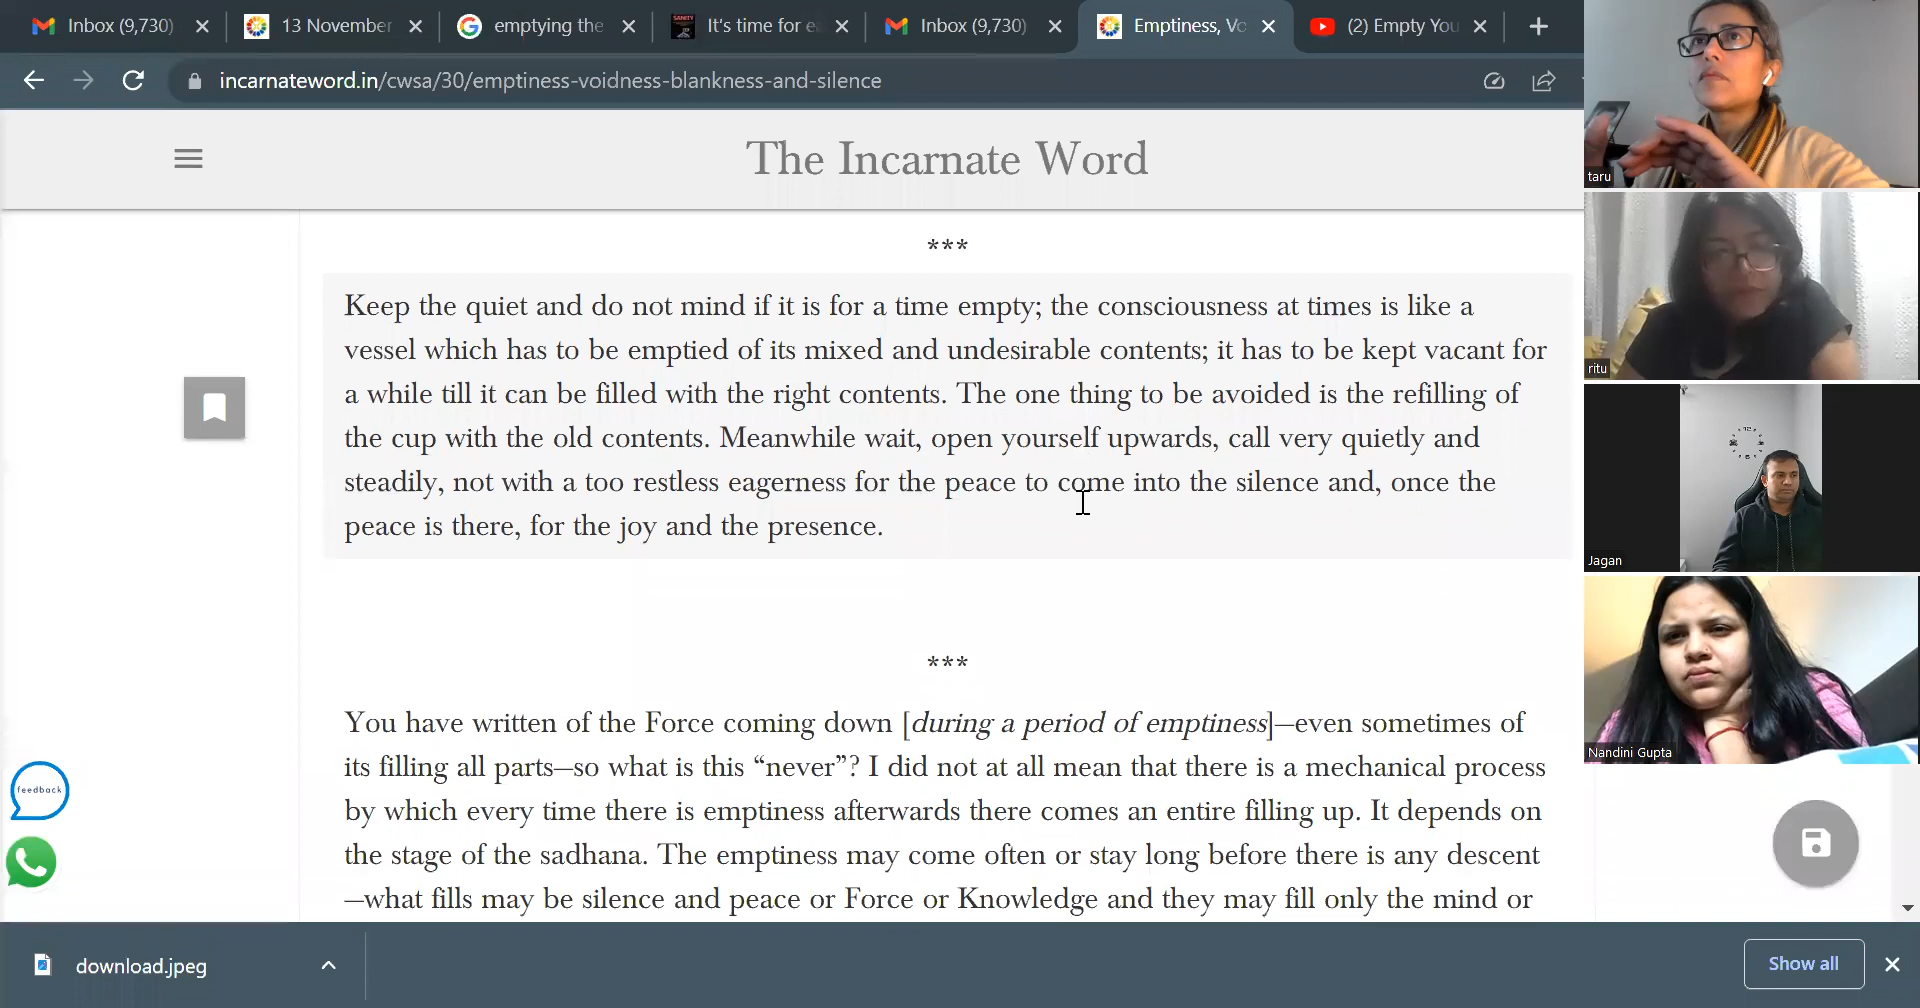 Inbox (9,730)
13 November
emptying the
It's time for e
Inbox (9,730)
Emptiness, Vo
(2) Empty You
incarnateword.in/cwsa/30/emptiness-voidness-blankness-and-silence
The Incarnate Word
***
Keep the quiet and do not mind if it is for a time empty; the consciousness at times is like a
vessel which has to be emptied of its mixed and undesirable contents; it has to be kept vacant for
a while till it can be filled with the right contents. The one thing to be avoided is the refilling of
the cup with the old contents. Meanwhile wait, open yourself upwards, call very quietly and
steadily, not with a too restless eagerness for the peace to come into the silence and, once the
peace is there, for the joy and the presence.
***
You have written of the Force coming down [during a period of emptiness]—even sometimes of
its filling all parts—so what is this “never”? I did not at all mean that there is a mechanical process
by which every time there is emptiness afterwards there comes an entire filling up. It depends on
the stage of the sadhana. The emptiness may come often or stay long before there is any descent
—what fills may be silence and peace or Force or Knowledge and they may fill only the mind or
feedback
download.jpeg
Show all
taru
ritu
Jagan
Nandini Gupta